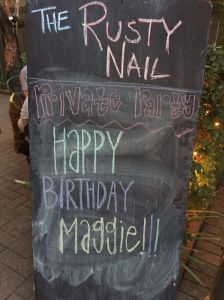 THE RUSTY
NAIL
Private Party
HAPPY
BIRTHDAY
Maggie!!!